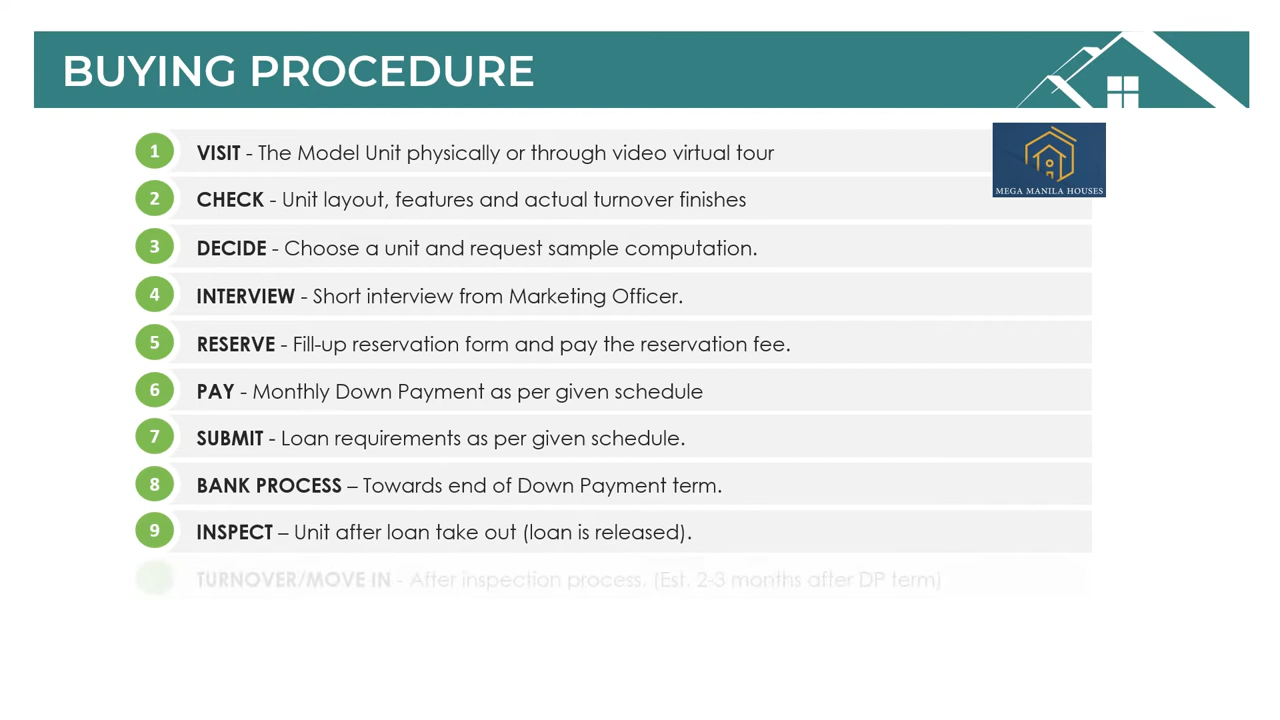 BUYING PROCEDURE
1 VISIT - The Model Unit physically or through video virtual tour
MEGA MANILA HOUSES
2 CHECK - Unit layout, features and actual turnover finishes
3 DECIDE - Choose a unit and request sample computation.
4 INTERVIEW - Short interview from Marketing Officer.
5 RESERVE - Fill-up reservation form and pay the reservation fee.
6 PAY - Monthly Down Payment as per given schedule
7 SUBMIT - Loan requirements as per given schedule.
8 BANK PROCESS – Towards end of Down Payment term.
9 INSPECT – Unit after loan take out (loan is released).
TURNOVER/MOVE IN - After inspection process. (Est. 2-3 months after DP term)